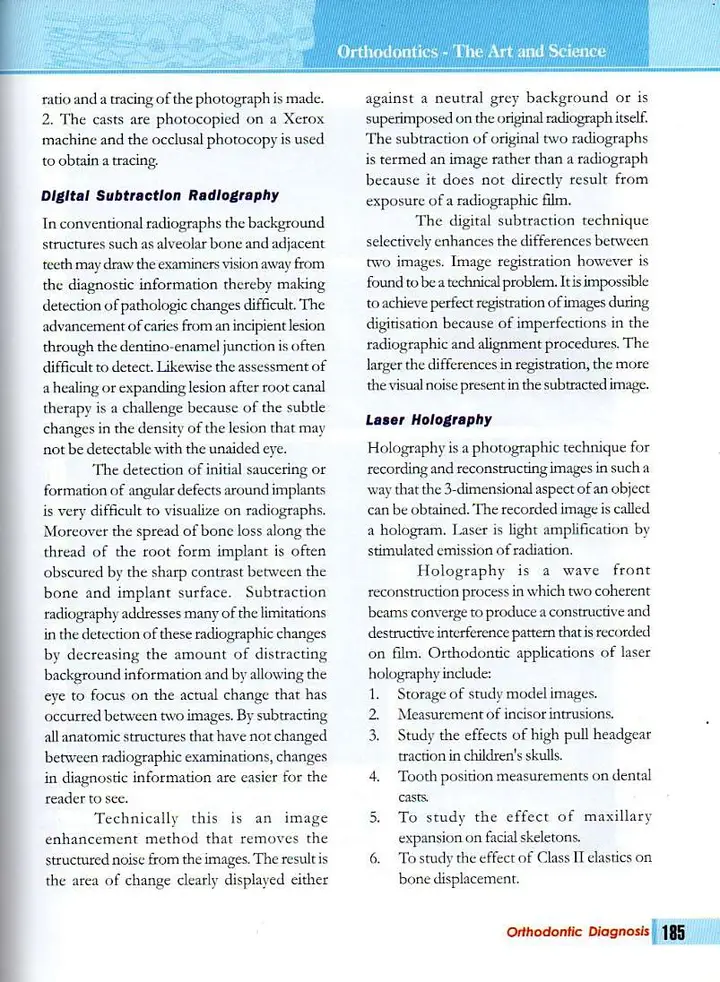 Orthodontics - The Art and Science
ratio and a tracing of the photograph is made.
2. The casts are photocopied on a Xerox
machine and the occlusal photocopy is used
to obtain a tracing.
Digital Subtraction Radiography
In conventional radiographs the background
structures such as alveolar bone and adjacent
teeth may draw the examiners vision away from
the diagnostic information thereby making
detection of pathologic changes difficult. The
advancement of caries from an incipient lesion
through the dentino-enamel junction is often
difficult to detect. Likewise the assessment of
a healing or expanding lesion after root canal
therapy is a challenge because of the subtle
changes in the density of the lesion that may
not be detectable with the unaided eye.
The detection of initial saucering or
formation of angular defects around implants
is very difficult to visualize on radiographs.
Moreover the spread of bone loss along the
thread of the root form implant is often
obscured by the sharp contrast between the
bone and implant surface. Subtraction
radiography addresses many of the limitations
in the detection of these radiographic changes
by decreasing the amount of distracting
background information and by allowing the
eye to focus on the actual change that has
occurred between two images. By subtracting
all anatomic structures that have not changed
between radiographic examinations, changes
in diagnostic information are easier for the
reader to see.
Technically this is an image
enhancement method that removes the
structured noise from the images. The result is
the area of change clearly displayed either
against a neutral grey background or is
superimposed on the original radiograph itself.
The subtraction of original two radiographs
is termed an image rather than a radiograph
because it does not directly result from
exposure of a radiographic film.
The digital subtraction technique
selectively enhances the differences between
two images. Image registration however is
found to be a technical problem. It is impossible
to achieve perfect registration of images during
digitisation because of imperfections in the
radiographic and alignment procedures. The
larger the differences in registration, the more
the visual noise present in the subtracted image.
Laser Holography
Holography is a photographic technique for
recording and reconstructing images in such a
way that the 3-dimensional aspect of an object
can be obtained. The recorded image is called
a hologram. Laser is light amplification by
stimulated emission of radiation.
Holography is a wave front
reconstruction process in which two coherent
beams converge to produce a constructive and
destructive interference pattern that is recorded
on film. Orthodontic applications of laser
holography include:
1. Storage of study model images.
2. Measurement of incisor intrusions.
3. Study the effects of high pull headgear
traction in children's skulls.
4. Tooth position measurements on dental
casts.
5. To study the effect of maxillary
expansion on facial skeletons.
6. To study the effect of Class II elastics on
bone displacement.
Orthodontic Diagnosis 185